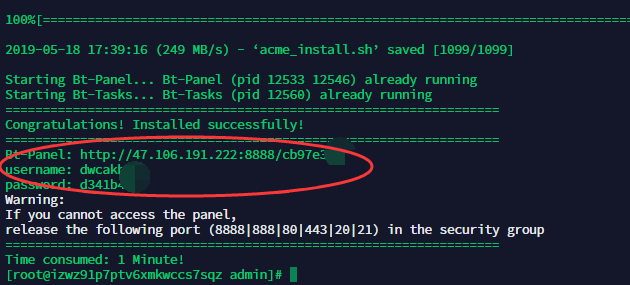 100%[==============================================================================
2019-05-18 17:39:16 (249 MB/s) - ‘acme_install.sh’ saved [1099/1099]
Starting Bt-Panel... Bt-Panel (pid 12533 12546) already running
Starting Bt-Tasks... Bt-Tasks (pid 12560) already running
==================================================================
Congratulations! Installed successfully!
==================================================================
Bt-Panel: http://47.106.191.222:8888/cb97e
username: dwcakb
password: d341b4
Warning:
If you cannot access the panel,
release the following port (8888|888|80|443|20|21) in the security group
==================================================================
Time consumed: 1 Minute!
[root@izwz91p7ptv6xmkwccs7sqz admin]#